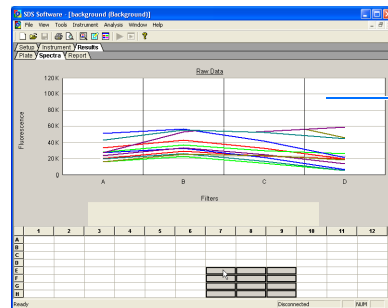 SDS Software - [background (Background)]
File View Tools Instrument Analysis Window Help
Setup Instrument Results
Plate Spectra Report
Raw Data
120 K
100 K
80 K
60 K
40 K
20 K
0
Fluorescence
A B C D
Filters
1 2 3 4 5 6 7 8 9 10 11 12
A
B
C
D
E
F
G
H
Ready Disconnected NUM